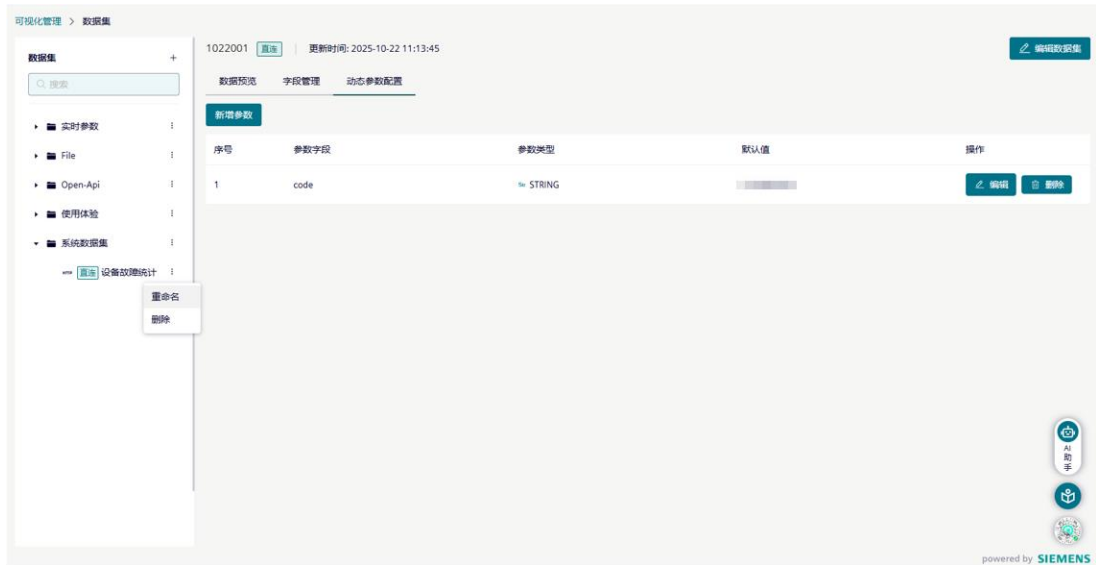 可视化管理 > 数据集
数据集 +
搜索
实时参数
File
Open-Api
使用体验
系统数据集
直连 设备故障统计
重命名
删除
1022001 直连 | 更新时间: 2025-10-22 11:13:45
编辑数据集
数据预览 字段管理 动态参数配置
新增参数
序号 参数字段 参数类型 默认值 操作
1 code STRING 编辑 删除
AI
助
手
powered by SIEMENS